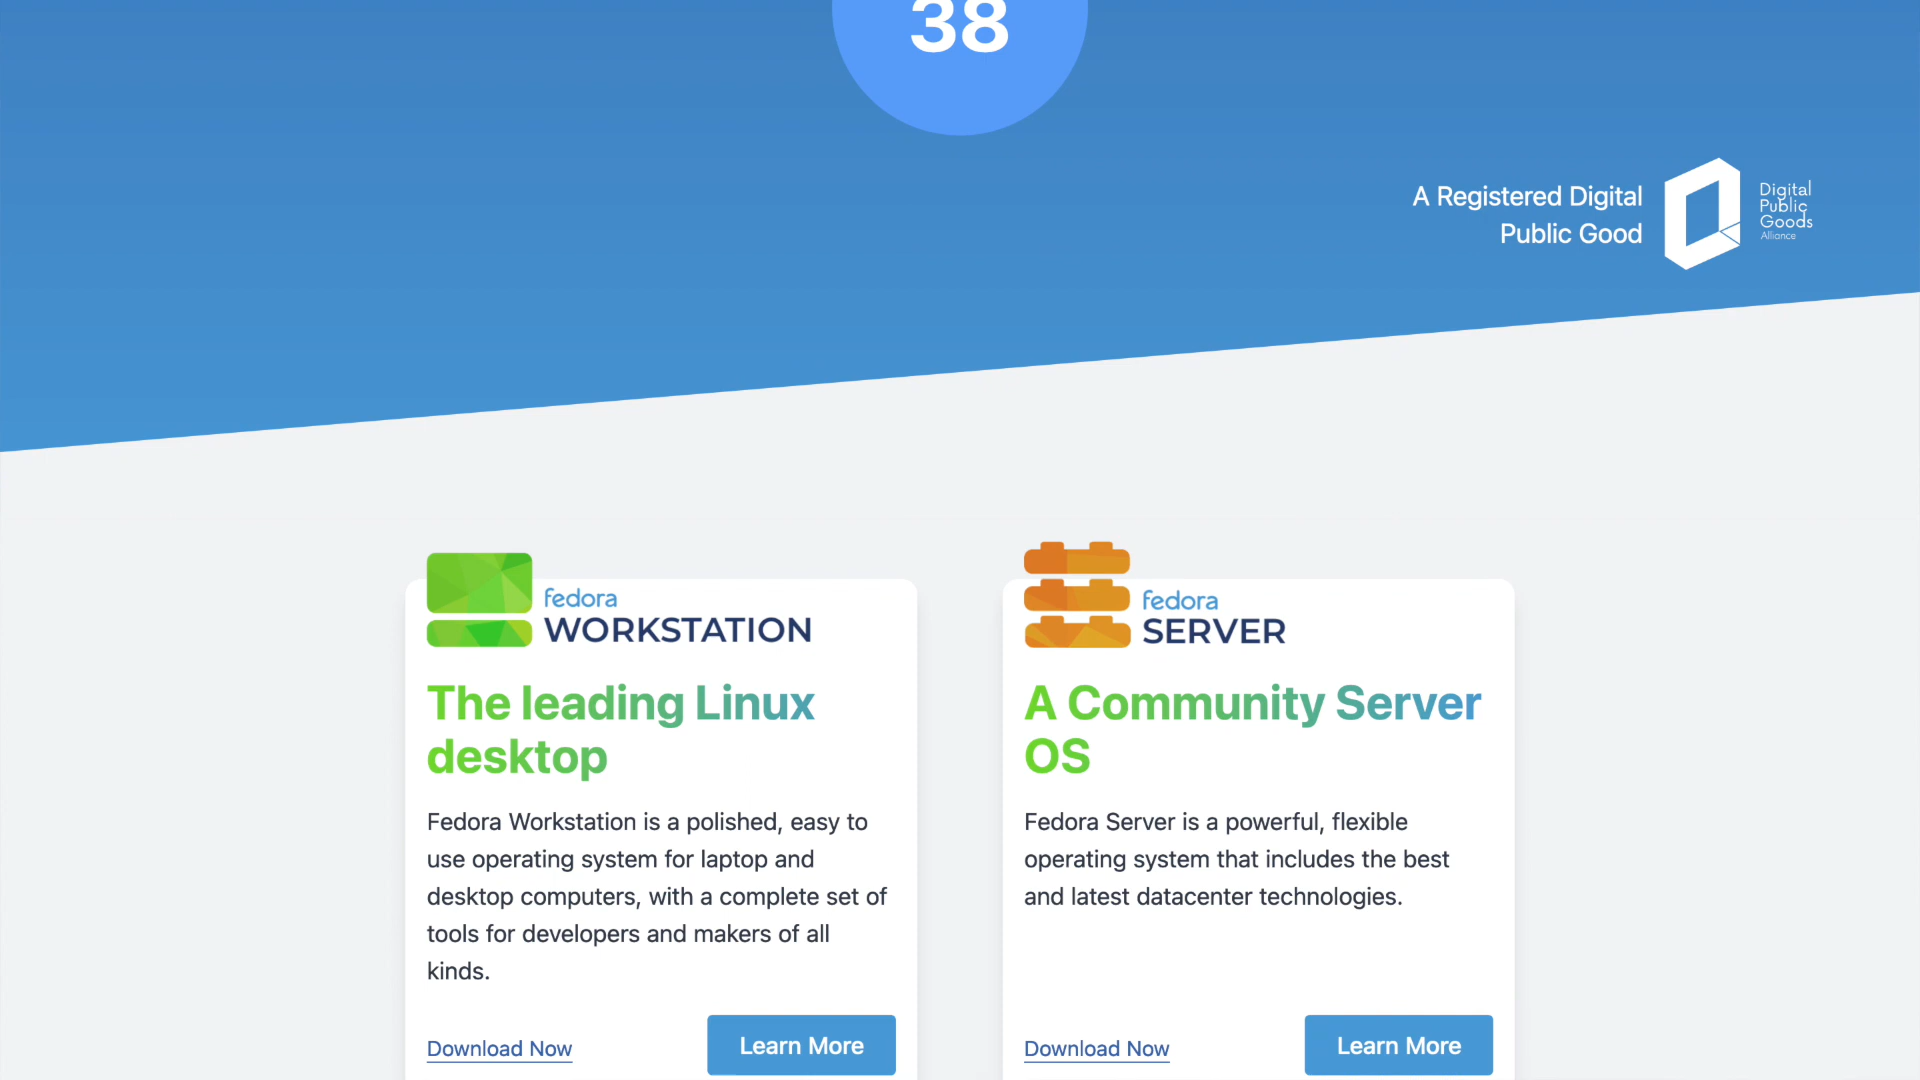 38
A Registered Digital
Public Good
Digital
Public
Goods
Alliance
fedora
WORKSTATION
The leading Linux
desktop
Fedora Workstation is a polished, easy to
use operating system for laptop and
desktop computers, with a complete set of
tools for developers and makers of all
kinds.
Download Now
Learn More
fedora
SERVER
A Community Server
OS
Fedora Server is a powerful, flexible
operating system that includes the best
and latest datacenter technologies.
Download Now
Learn More